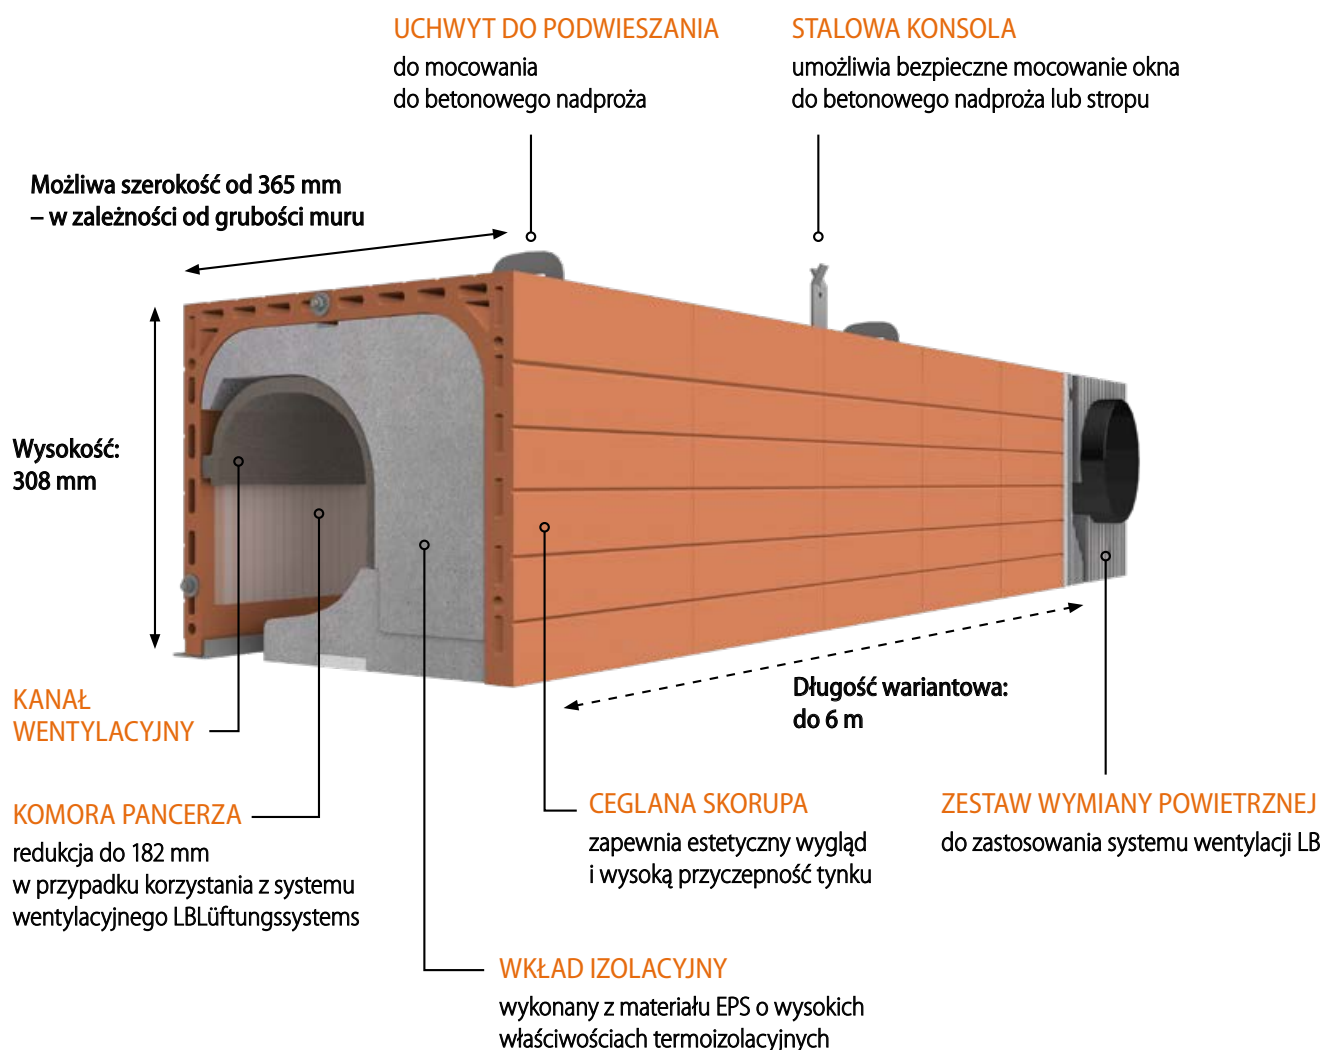 UCHWYT DO PODWIESZANIA
do mocowania
do betonowego nadproża
STALOWA KONSOLA
umożliwia bezpieczne mocowanie okna
do betonowego nadproża lub stropu
Możliwa szerokość od 365 mm
– w zależności od grubości muru
Wysokość:
308 mm
Długość wariantowa:
do 6 m
KANAŁ
WENTYLACYJNY
KOMORA PANCERZA
redukcja do 182 mm
w przypadku korzystania z systemu
wentylacyjnego LBLüftungssystems
CEGLANA SKORUPA
zapewnia estetyczny wygląd
i wysoką przyczepność tynku
ZESTAW WYMIANY POWIETRZNEJ
do zastosowania systemu wentylacji LB
WKŁAD IZOLACYJNY
wykonany z materiału EPS o wysokich
właściwościach termoizolacyjnych